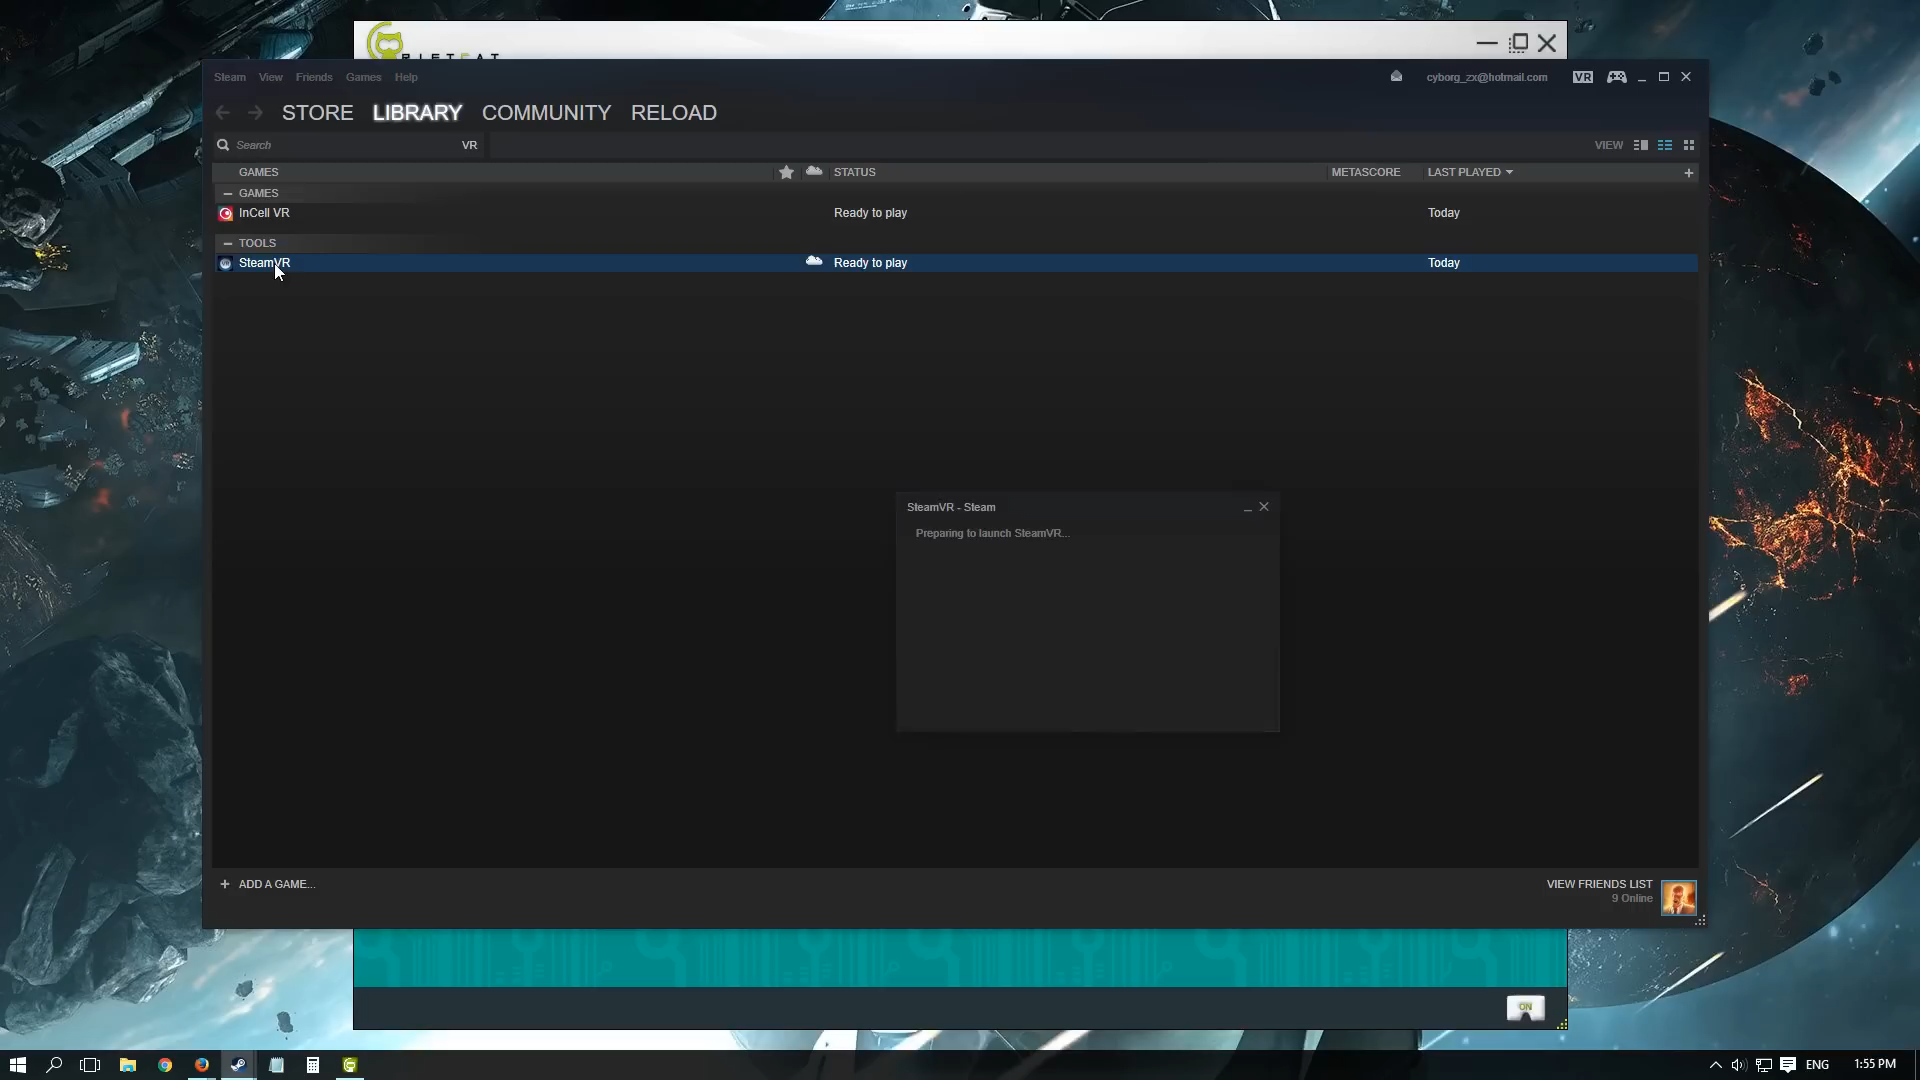 Steam View Friends Games Help
cyborg_zx@hotmail.com VR
STORE LIBRARY COMMUNITY RELOAD
Search VR VIEW
GAMES STATUS METASCORE LAST PLAYED +
— GAMES
InCell VR Ready to play Today
— TOOLS
SteamVR Ready to play Today
SteamVR - Steam
Preparing to launch SteamVR...
+ ADD A GAME...
VIEW FRIENDS LIST
9 Online
ON
ENG 1:55 PM